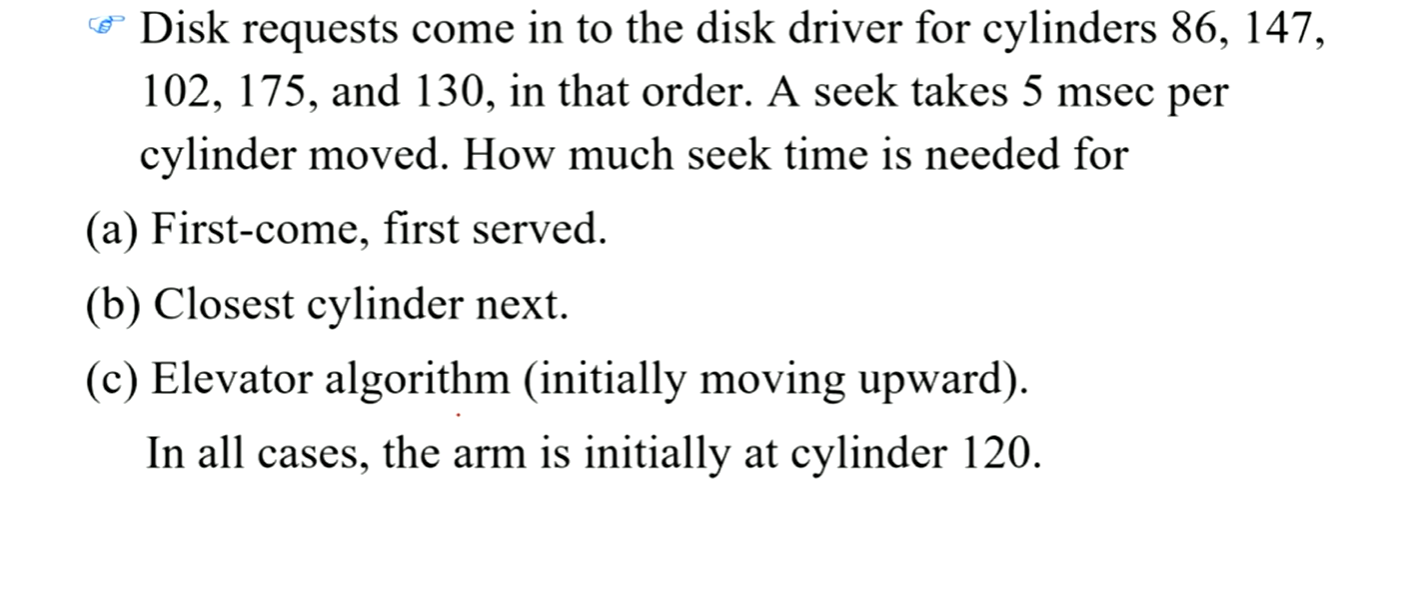 ☞ Disk requests come in to the disk driver for cylinders 86, 147,
102, 175, and 130, in that order. A seek takes 5 msec per
cylinder moved. How much seek time is needed for
(a) First-come, first served.
(b) Closest cylinder next.
(c) Elevator algorithm (initially moving upward).
In all cases, the arm is initially at cylinder 120.